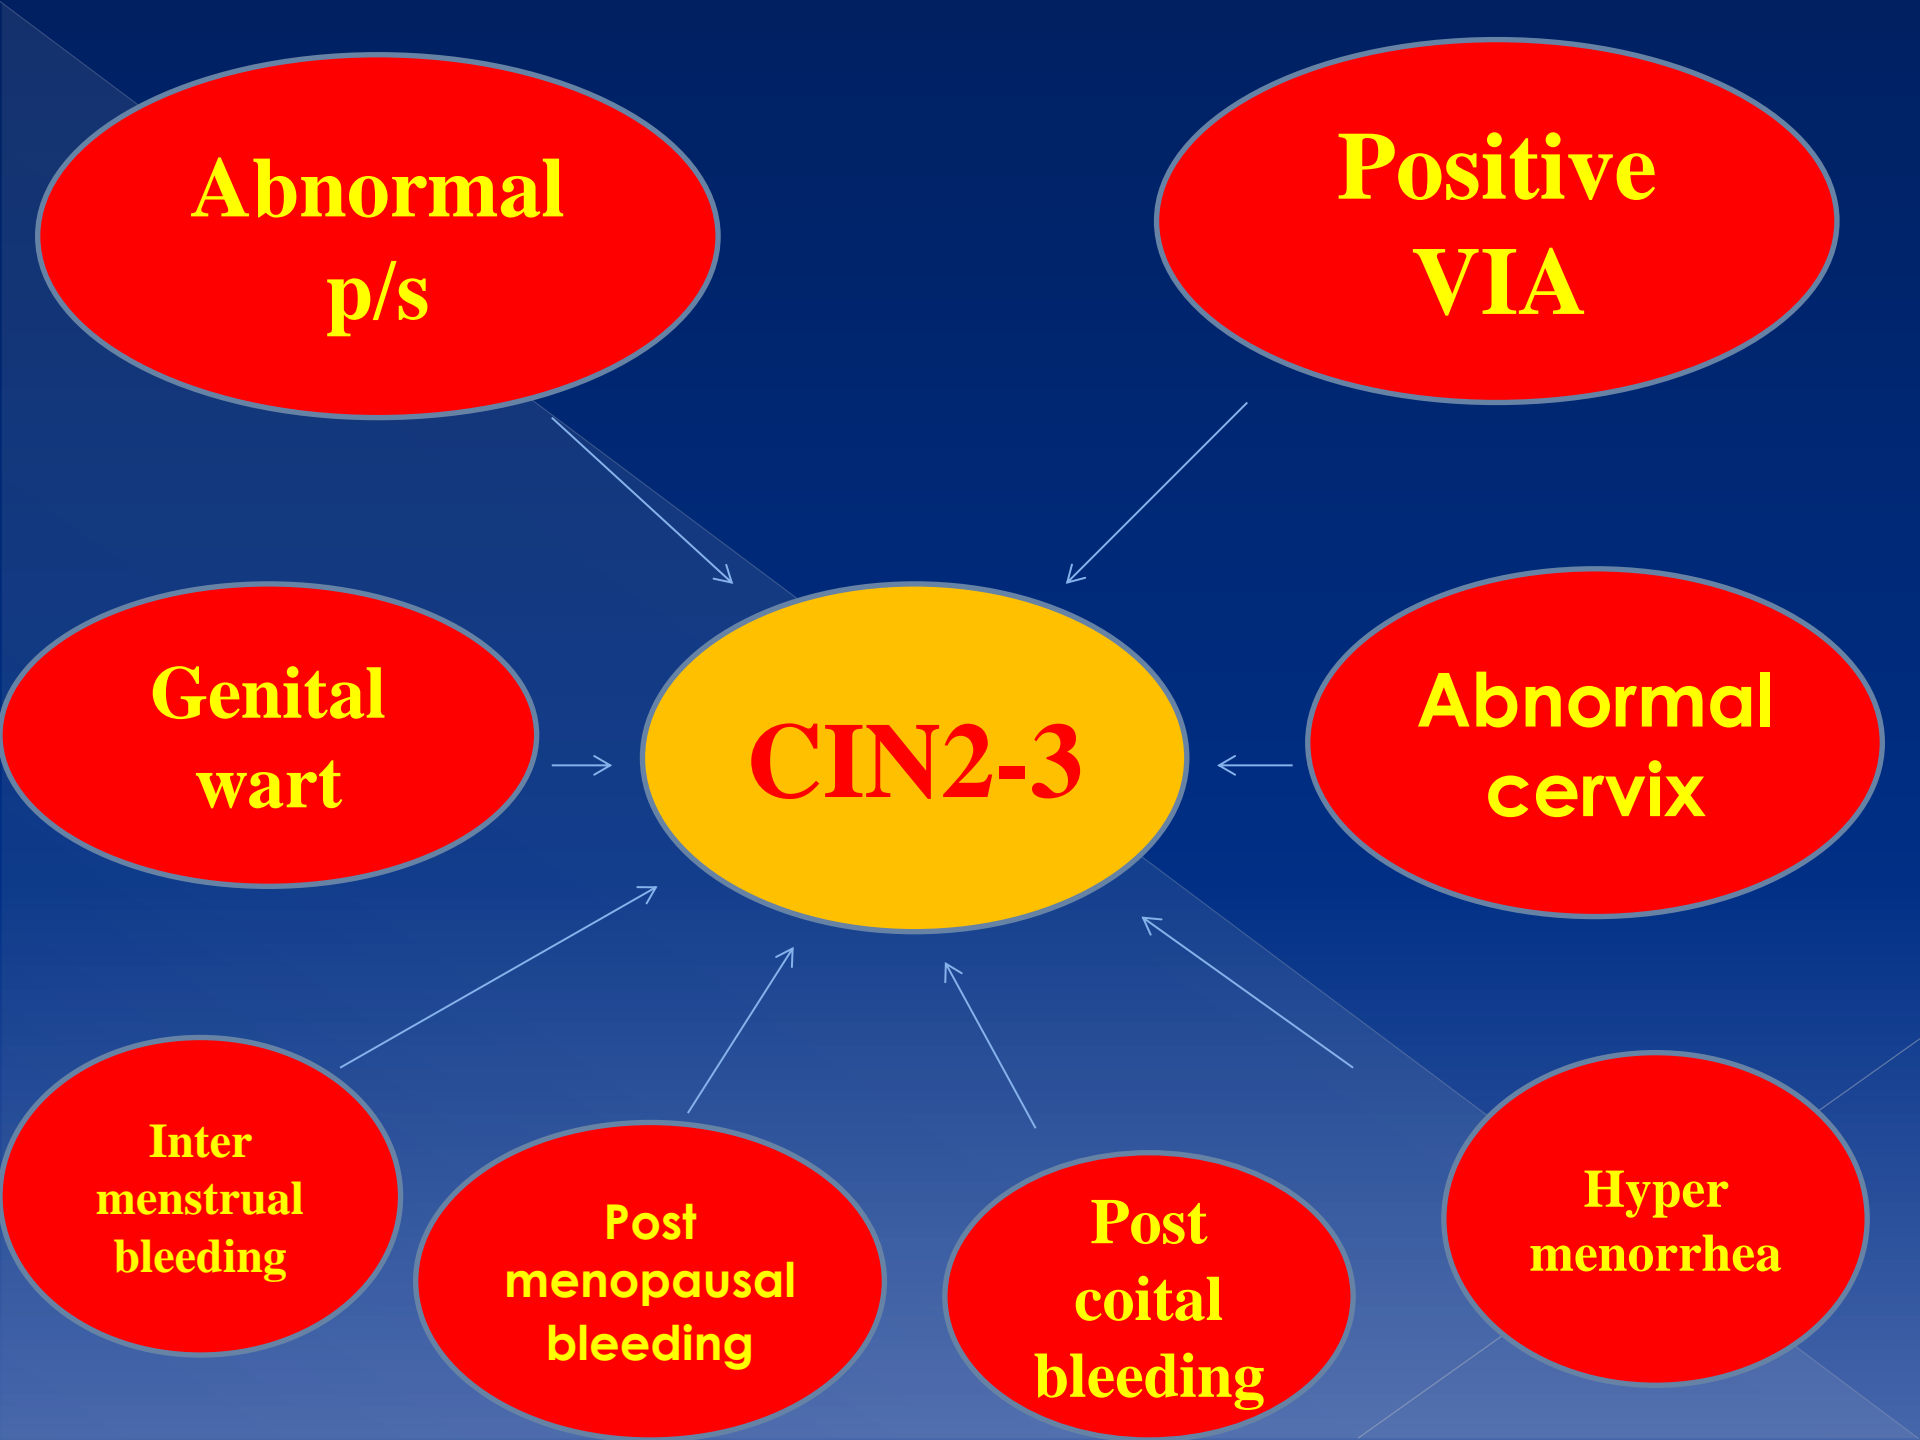 Abnormal
p/s
Positive
VIA
Genital
wart
CIN2-3
Abnormal
cervix
Inter
menstrual
bleeding
Post
menopausal
bleeding
Post
coital
bleeding
Hyper
menorrhea